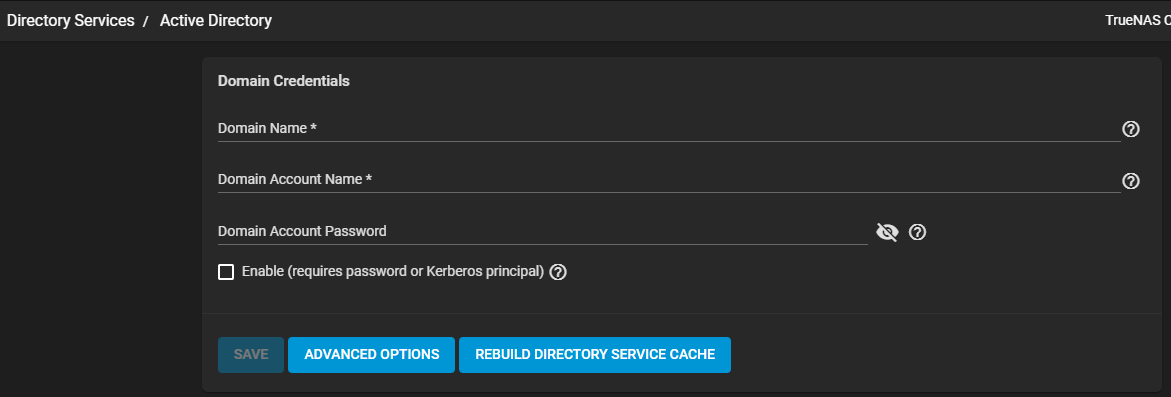 Directory Services / Active Directory
TrueNAS C
Domain Credentials
Domain Name *
Domain Account Name *
Domain Account Password
Enable (requires password or Kerberos principal)
SAVE
ADVANCED OPTIONS
REBUILD DIRECTORY SERVICE CACHE